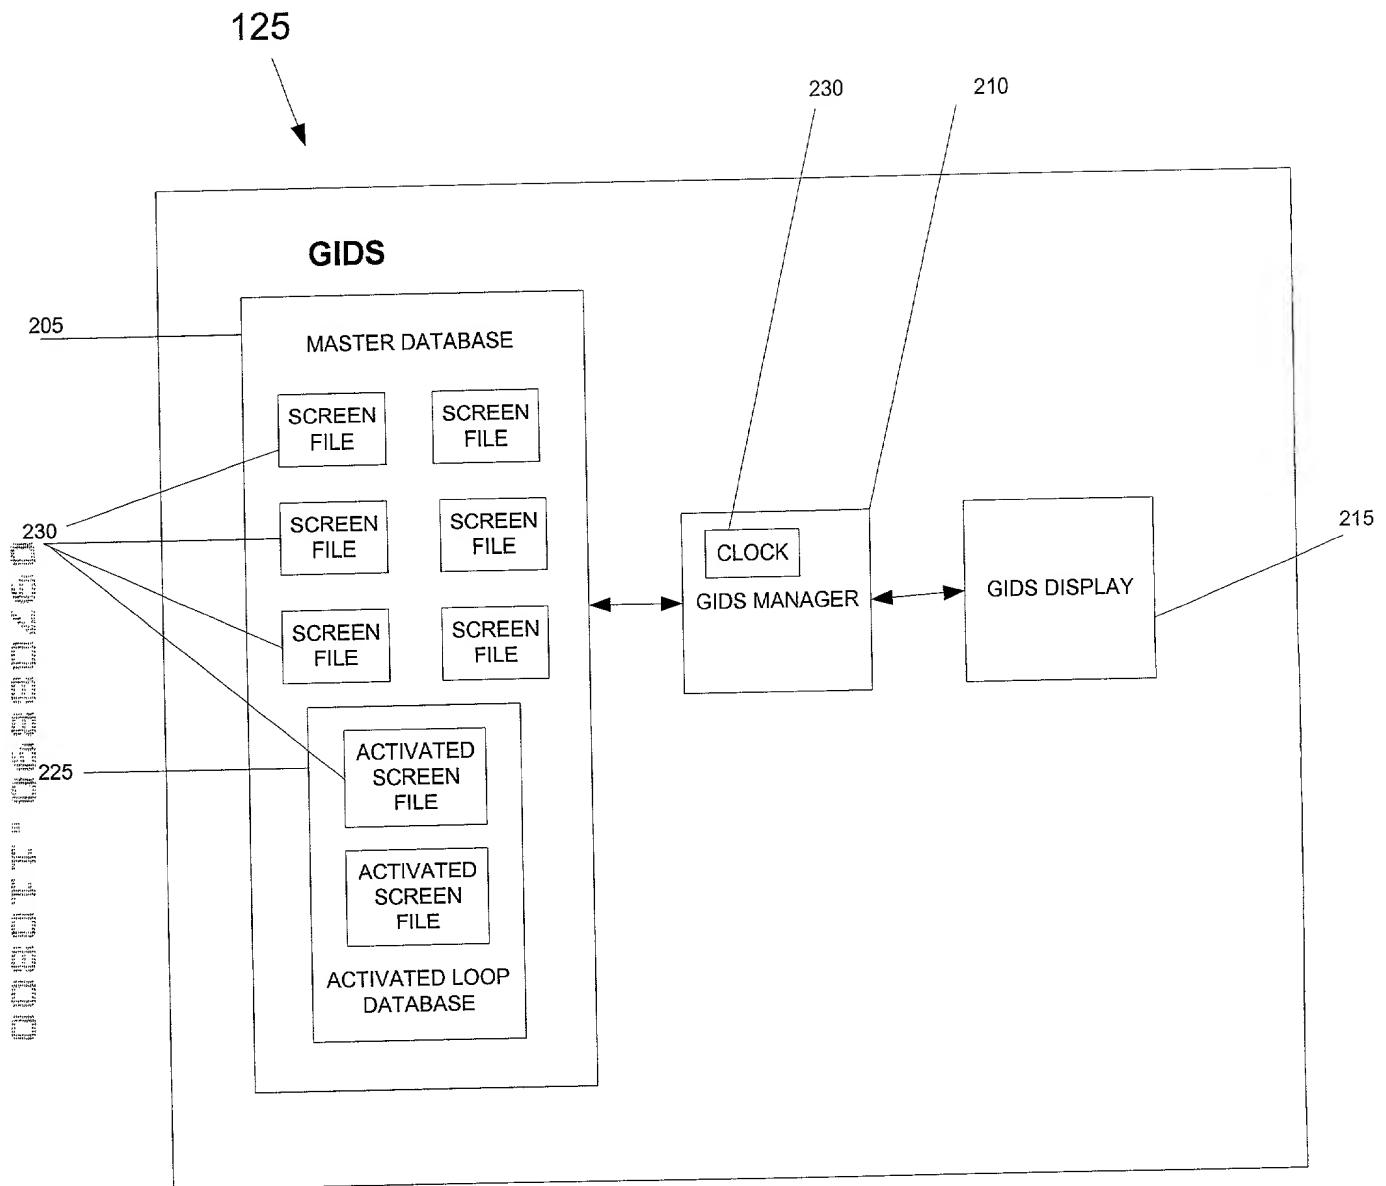 125
230
210
GIDS
205
MASTER DATABASE
SCREEN
FILE
SCREEN
FILE
230
SCREEN
FILE
SCREEN
FILE
SCREEN
FILE
SCREEN
FILE
CLOCK
GIDS MANAGER
GIDS DISPLAY
215
225
ACTIVATED
SCREEN
FILE
ACTIVATED
SCREEN
FILE
ACTIVATED LOOP
DATABASE